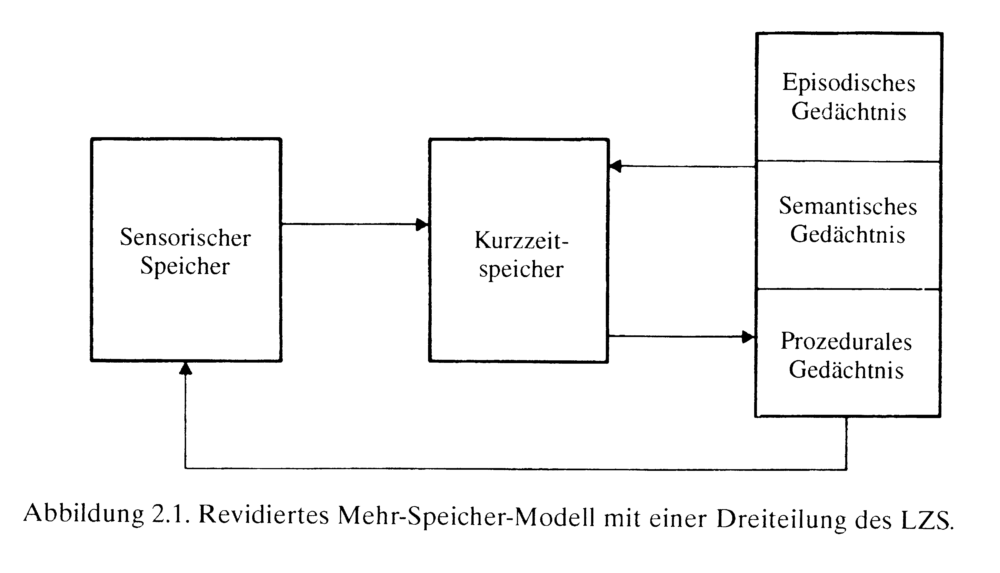 Episodisches
Gedächtnis
Semantisches
Gedächtnis
Sensorischer
Speicher
Kurzzeit-
speicher
Prozedurales
Gedächtnis
Abbildung 2.1. Revidiertes Mehr-Speicher-Modell mit einer Dreiteilung des LZS.